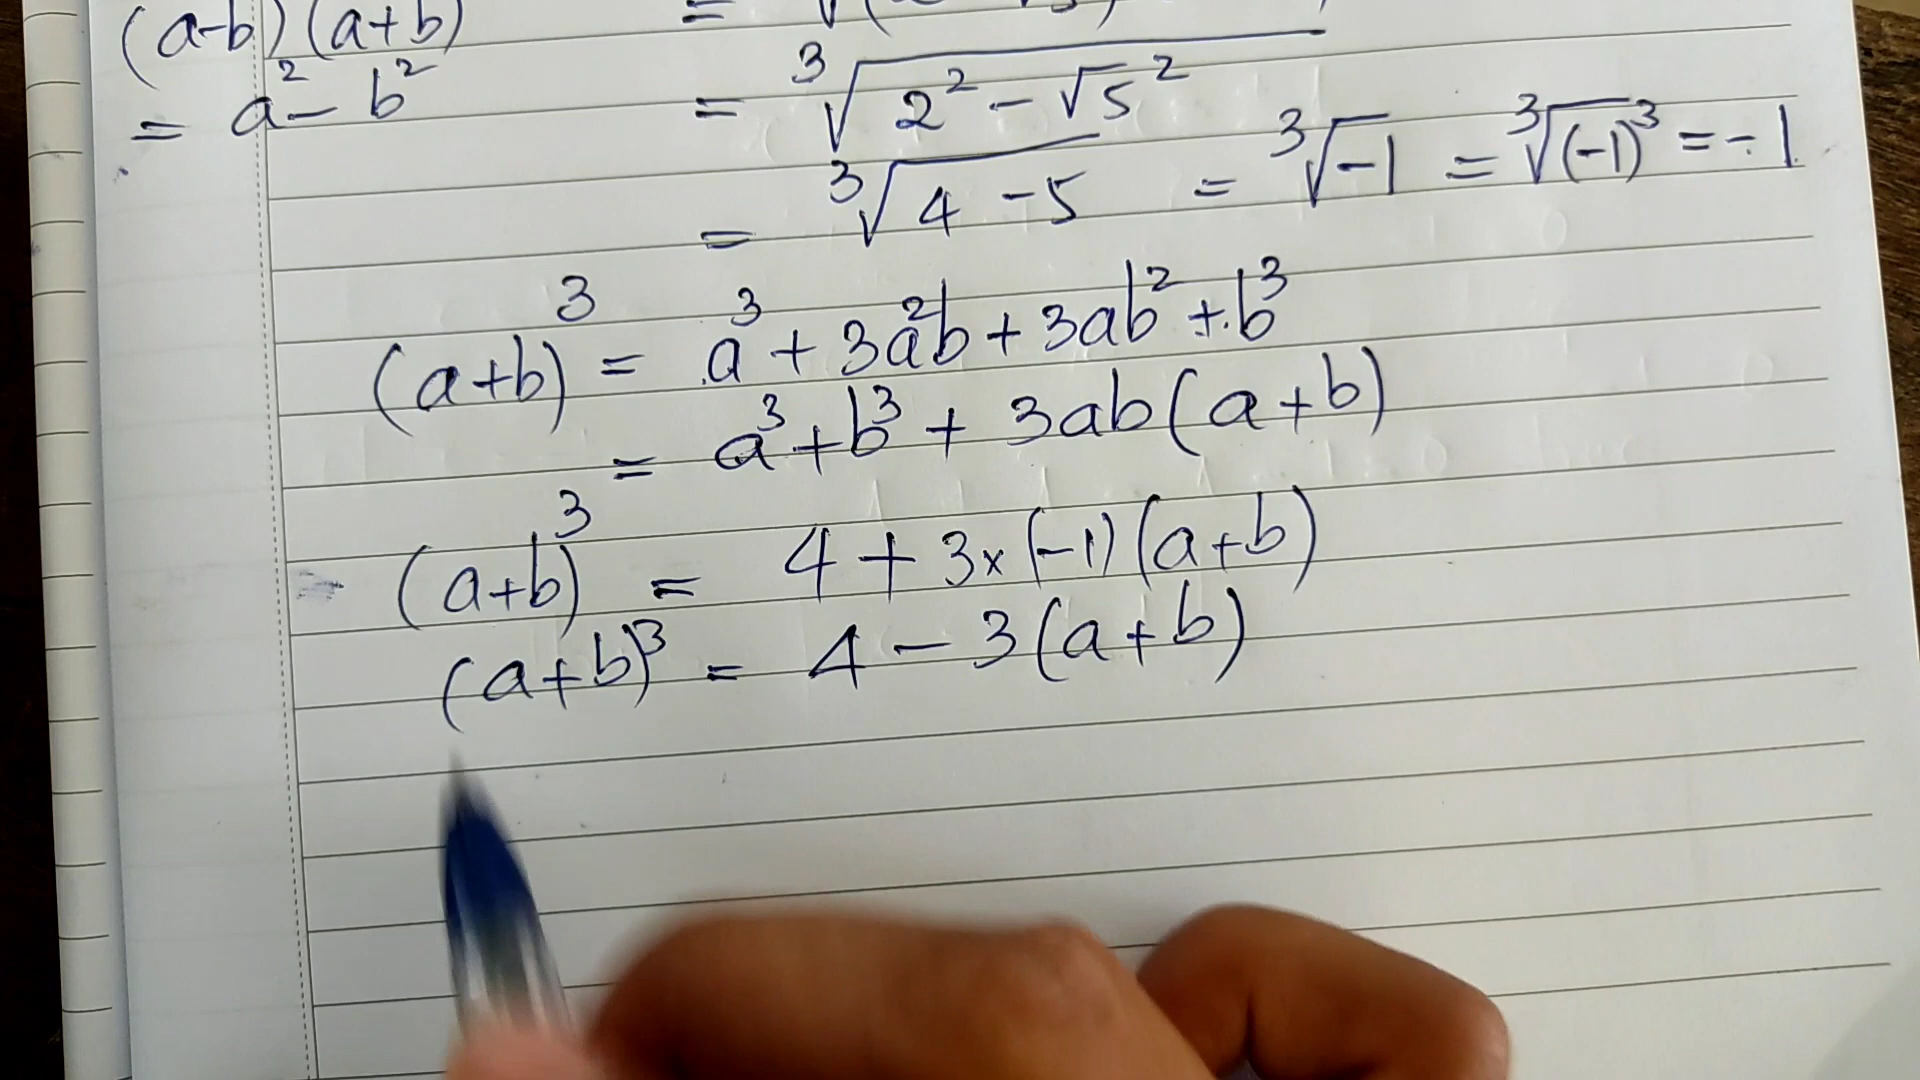 (a-b)(a+b)
= a² - b²
= ³√(2² - √5²)
= ³√(4 - 5) = ³√-1 = ³√(-1)³ = -1
(a+b)³ = a³ + 3a²b + 3ab² + b³
= a³ + b³ + 3ab(a+b)
(a+b)³ = 4 + 3×(-1)(a+b)
(a+b)³ = 4 - 3(a+b)